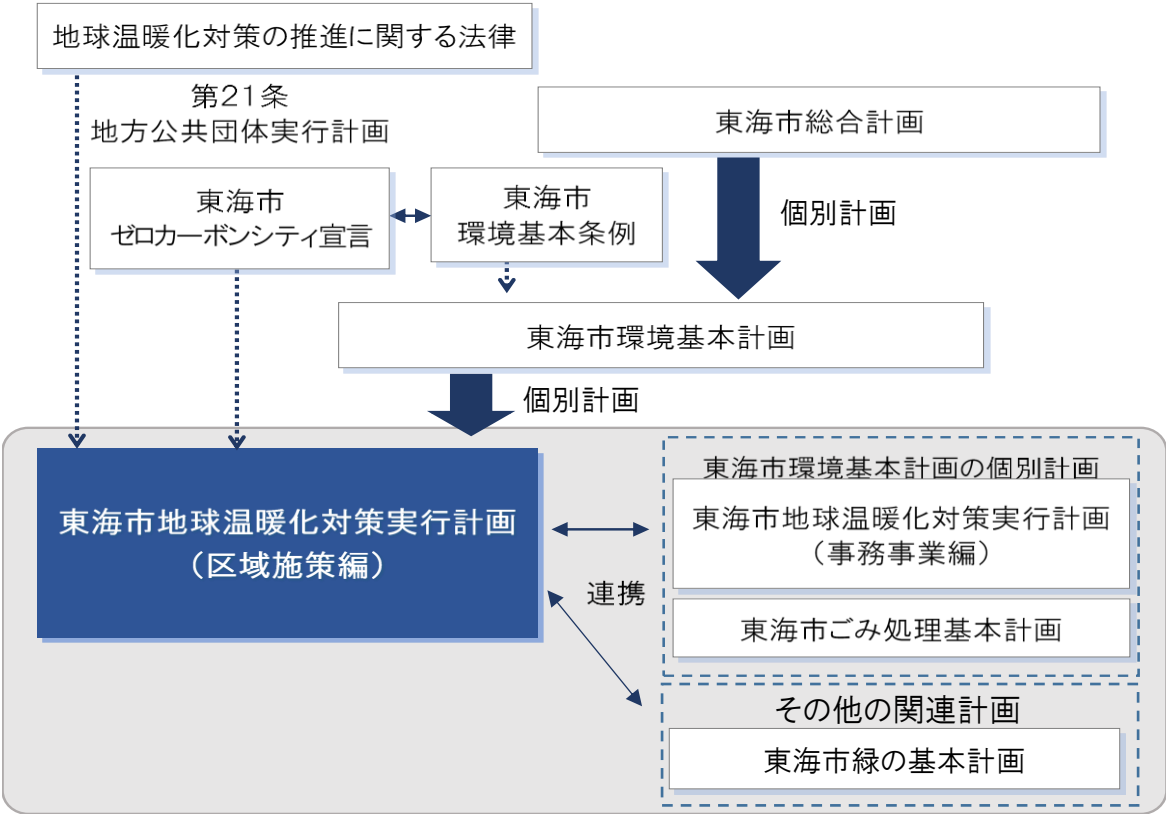 地球温暖化対策の推進に関する法律
第21条
地方公共団体実行計画
東海市総合計画
個別計画
東海市
ゼロカーボンシティ宣言
東海市
環境基本条例
東海市環境基本計画
個別計画
東海市地球温暖化対策実行計画
（区域施策編）
連携
東海市環境基本計画の個別計画
東海市地球温暖化対策実行計画
（事務事業編）
東海市ごみ処理基本計画
その他の関連計画
東海市緑の基本計画